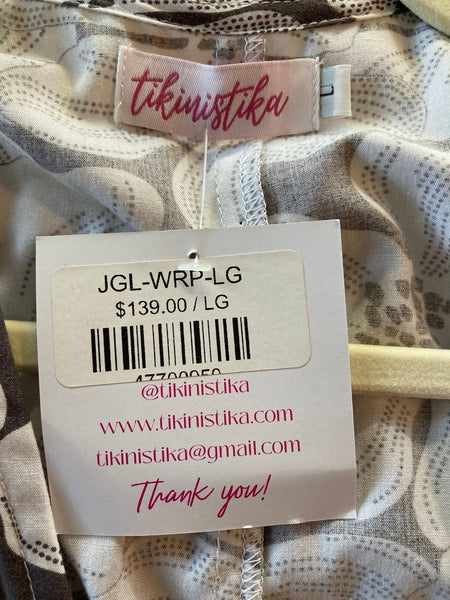 tikinistika
L
JGL-WRP-LG
$139.00 / LG
@tikinistika
www.tikinistika.com
tikinistika@gmail.com
Thank you!